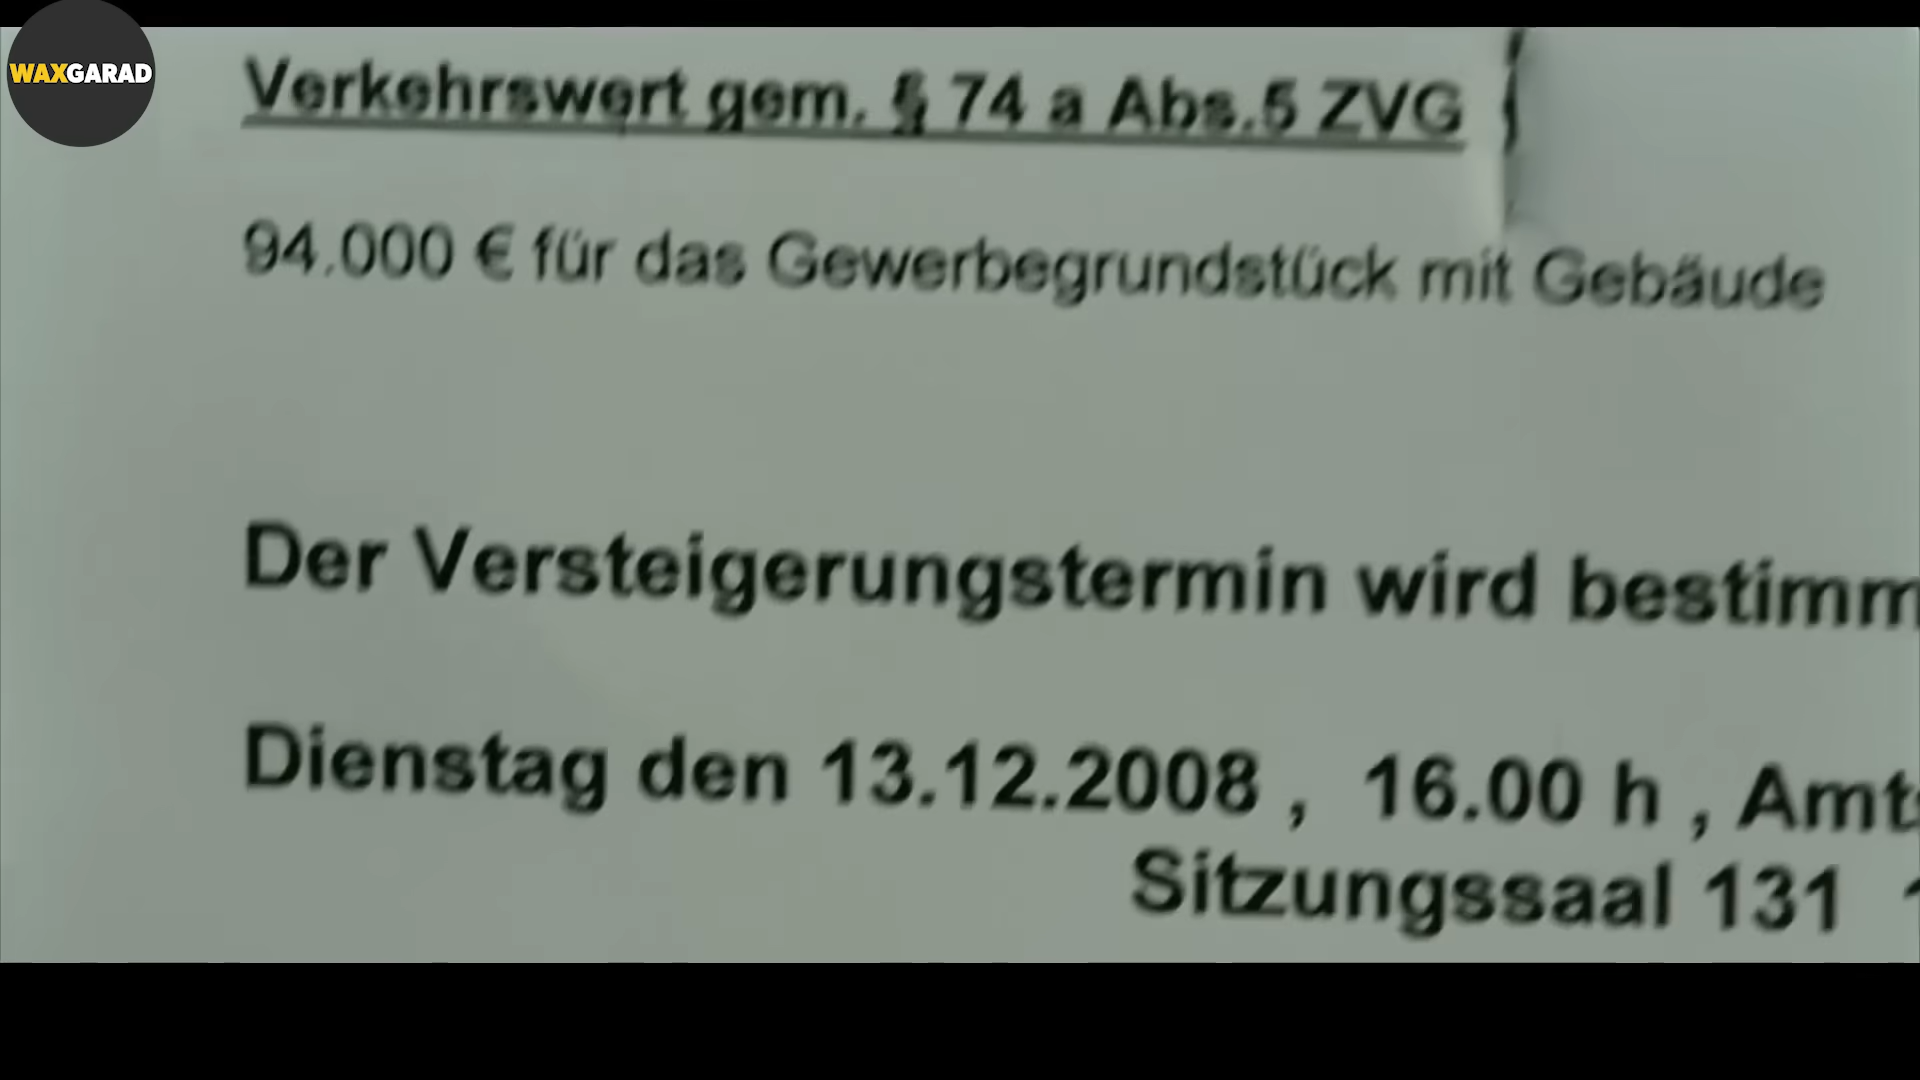 WAXGARAD
Verkehrswert gem. § 74 a Abs.5 ZVG
94.000 € für das Gewerbegrundstück mit Gebäude
Der Versteigerungstermin wird bestimm
Dienstag den 13.12.2008 , 16.00 h , Amts
Sitzungssaal 131